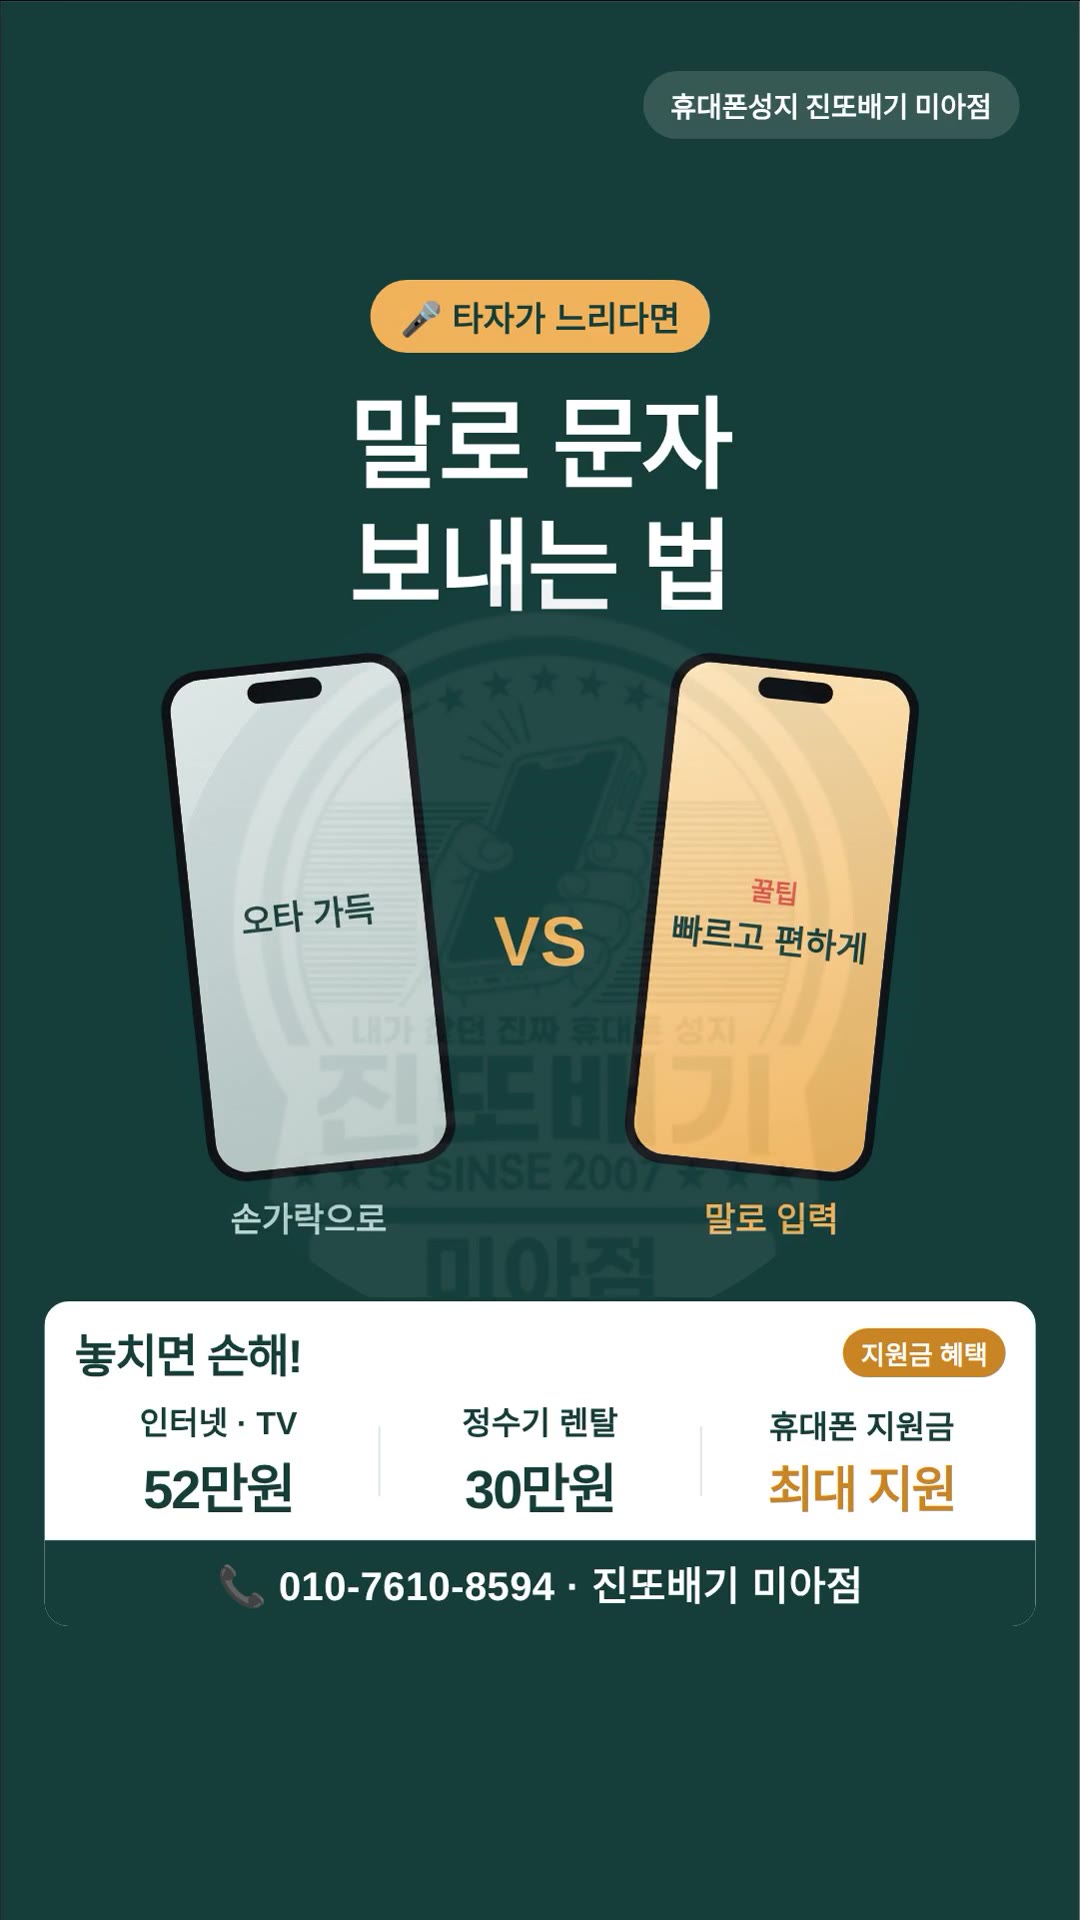 휴대폰성지 진또배기 미아점
🎤 타자가 느리다면
말로 문자
보내는 법
오타 가득
VS
꿀팁
빠르고 편하게
내가 찾던 진짜 휴대폰 성지
진또배기
SINSE 2007
미아점
손가락으로
말로 입력
놓치면 손해!
지원금 혜택
인터넷 · TV
정수기 렌탈
휴대폰 지원금
52만원
30만원
최대 지원
📞 010-7610-8594 · 진또배기 미아점